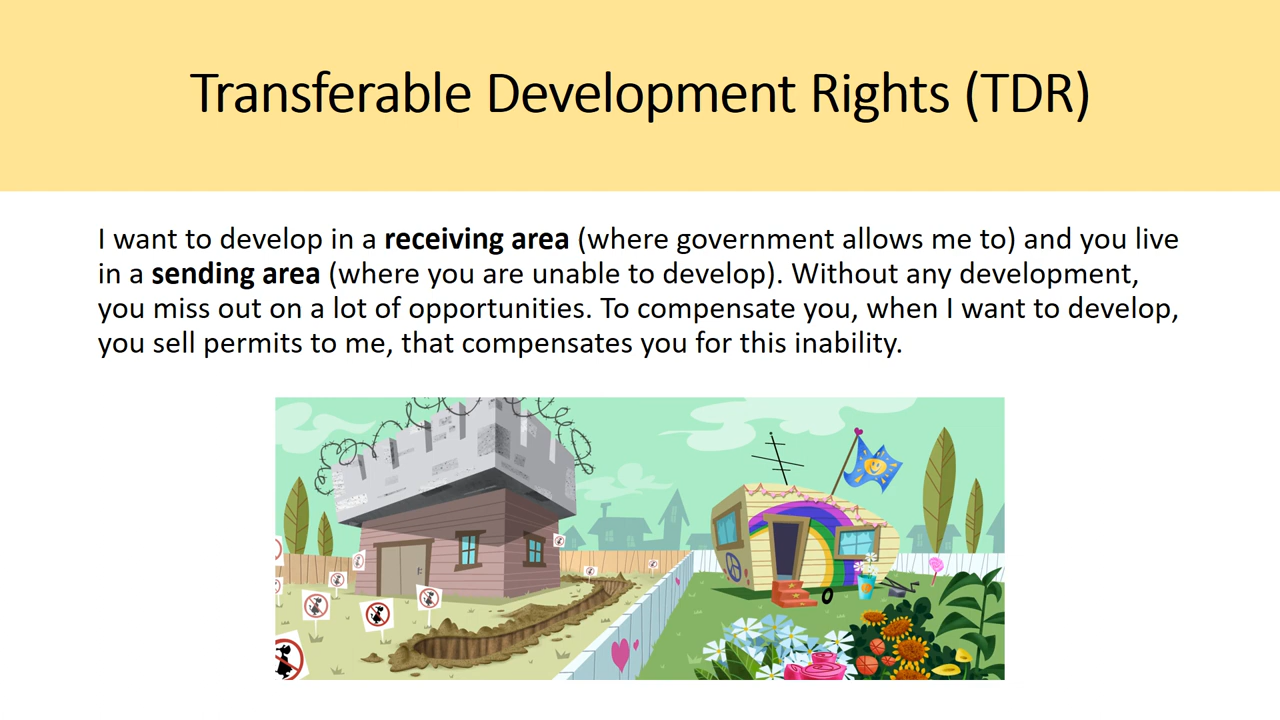 Transferable Development Rights (TDR)
I want to develop in a receiving area (where government allows me to) and you live
in a sending area (where you are unable to develop). Without any development,
you miss out on a lot of opportunities. To compensate you, when I want to develop,
you sell permits to me, that compensates you for this inability.